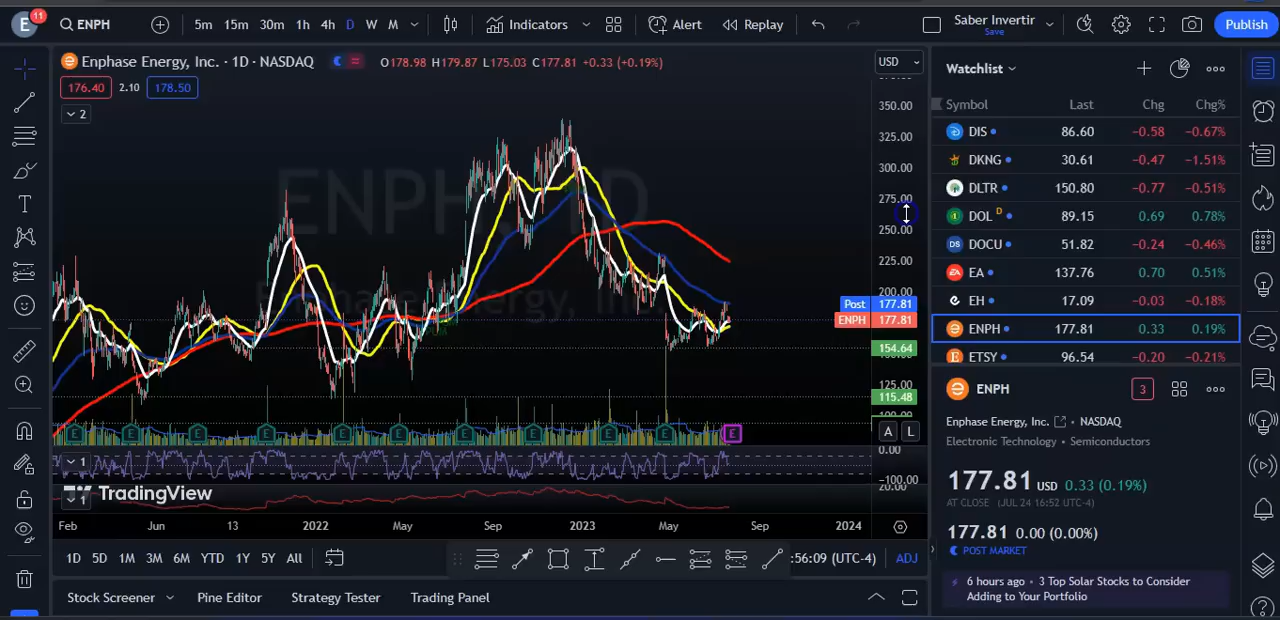 E 11 ENPH 5m 15m 30m 1h 4h D W M Indicators Alert Replay Saber Invertir Save Publish
Enphase Energy, Inc. · 1D · NASDAQ O178.98 H179.87 L175.03 C177.81 +0.33 (+0.19%) USD
176.40 2.10 178.50
2
350.00
325.00
300.00
275.00
250.00
225.00
200.00
Post 177.81
ENPH 177.81
154.64
125.00
115.48
ENPH, 1D
Enphase Energy, Inc.
E E E E E E E E E E
A L
1
0.00
-100.00
20.00
1
TradingView
Feb Jun 13 2022 May Sep 2023 May Sep 2024
1D 5D 1M 3M 6M YTD 1Y 5Y All :56:09 (UTC-4) ADJ
Stock Screener Pine Editor Strategy Tester Trading Panel
Watchlist
Symbol Last Chg Chg%
DIS 86.60 −0.58 −0.67%
DKNG 30.61 −0.47 −1.51%
DLTR 150.80 −0.77 −0.51%
DOL D 89.15 0.69 0.78%
DOCU 51.82 −0.24 −0.46%
EA 137.76 0.70 0.51%
EH 17.09 −0.03 −0.18%
ENPH 177.81 0.33 0.19%
ETSY 96.54 −0.20 −0.21%
ENPH 3
Enphase Energy, Inc. • NASDAQ
Electronic Technology • Semiconductors
177.81 USD 0.33 (0.19%)
AT CLOSE (JUL 24 16:52 UTC-4)
177.81 0.00 (0.00%)
POST MARKET
6 hours ago • 3 Top Solar Stocks to Consider
Adding to Your Portfolio